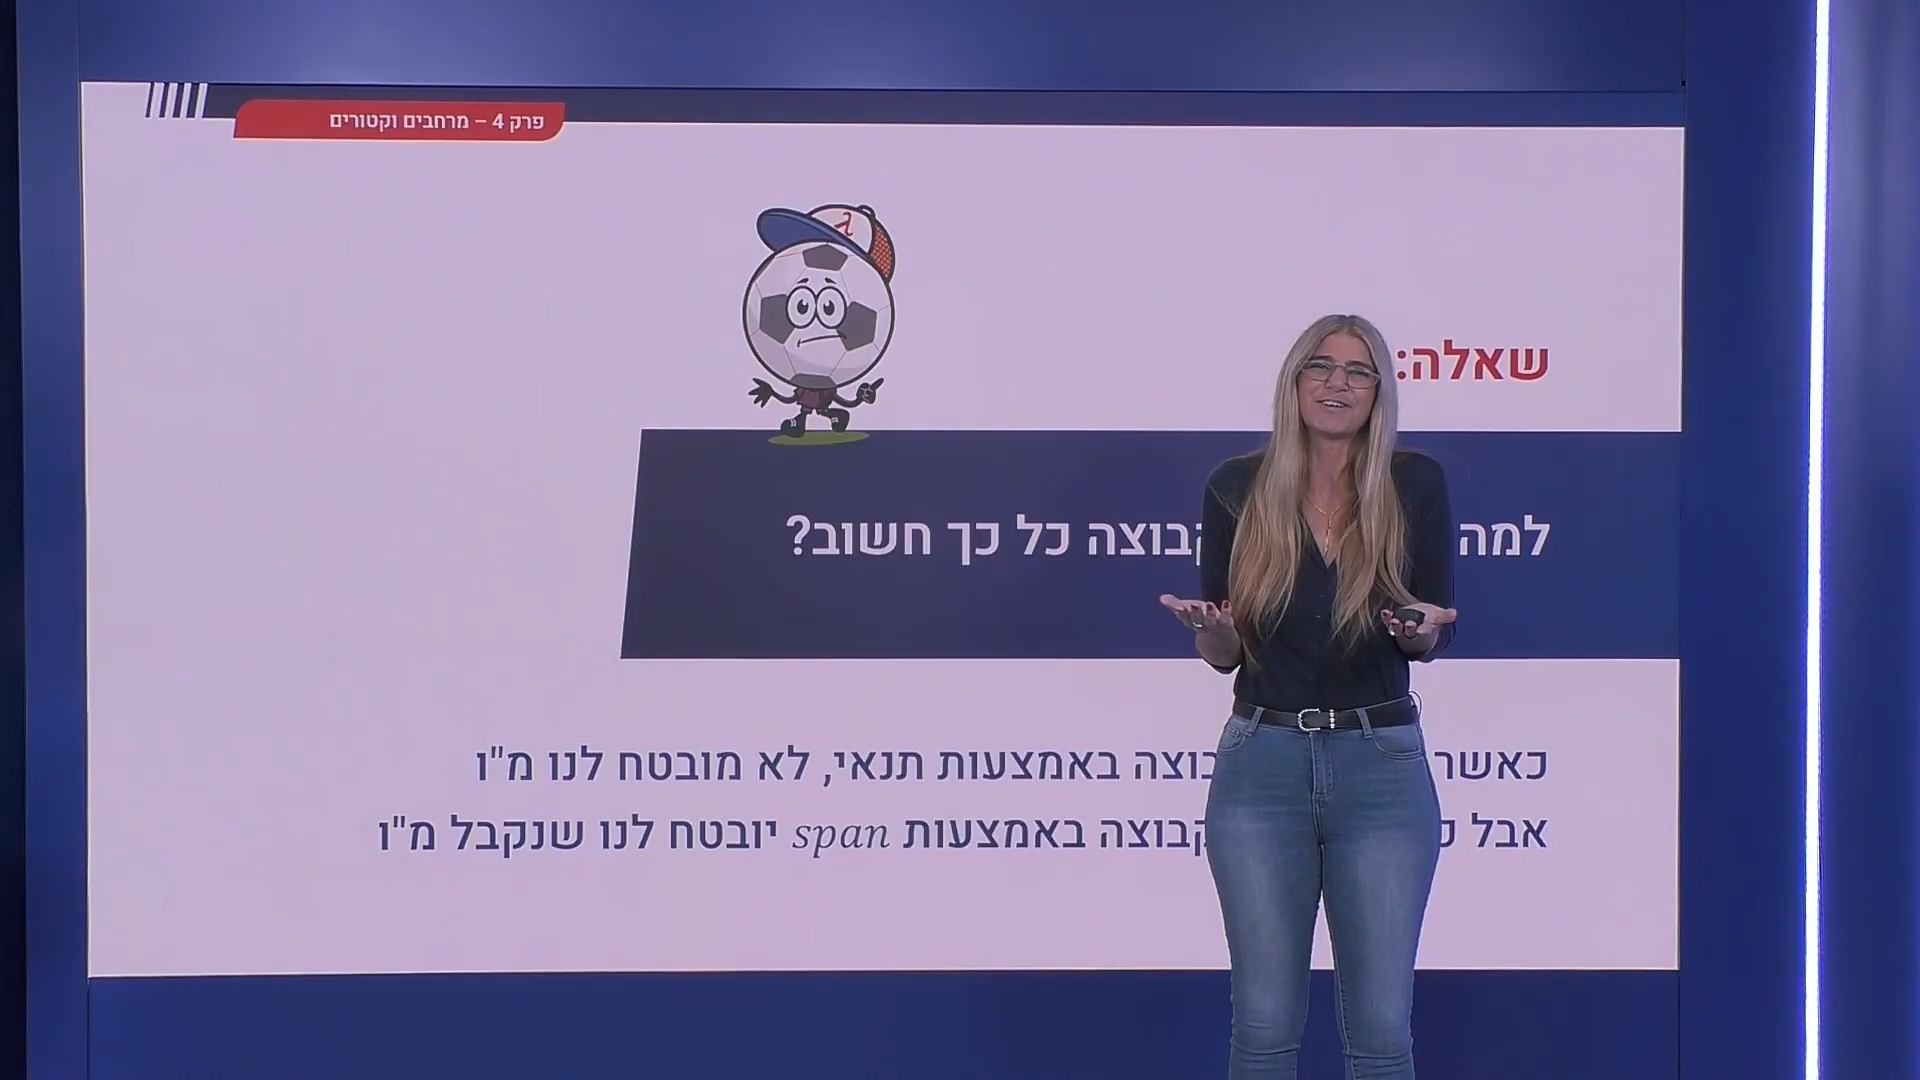 פרק 4 – מרחבים וקטורים
λ
שאלה:
למה קבוצה כל כך חשוב?
כאשר באמצעות תנאי, לא מובטח לנו מ"ו
אבל קבוצה באמצעות span יובטח לנו שנקבל מ"ו